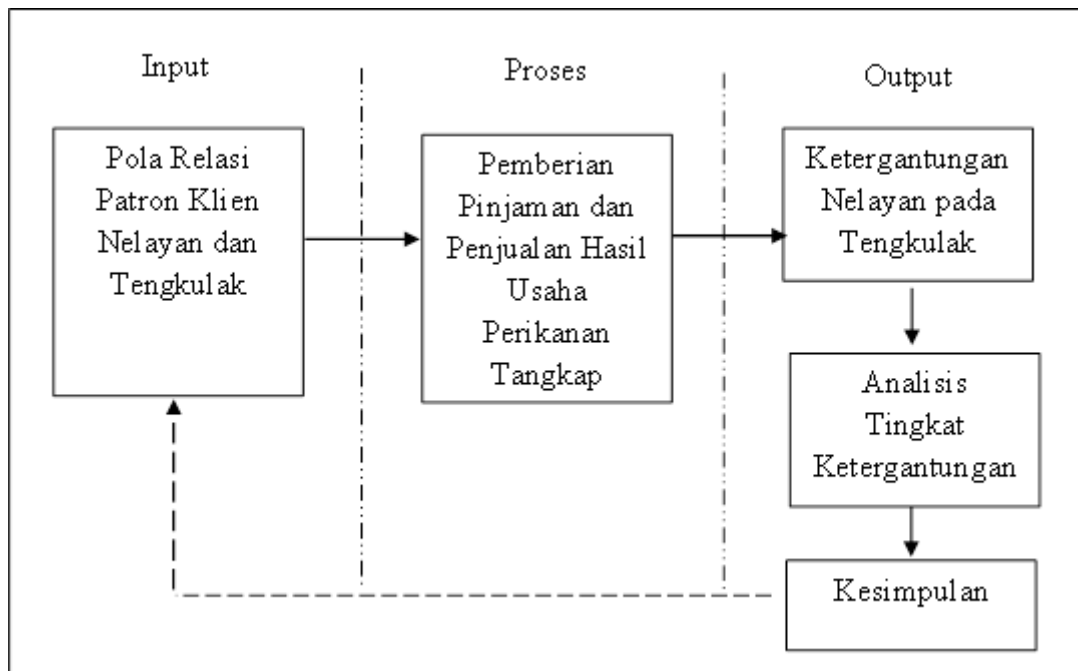 Input
Proses
Output
Pola Relasi
Patron Klien
Nelayan dan
Tengkulak
Pemberian
Pinjaman dan
Penjualan Hasil
Usaha
Perikanan
Tangkap
Ketergantungan
Nelayan pada
Tengkulak
Analisis
Tingkat
Ketergantungan
Kesimpulan